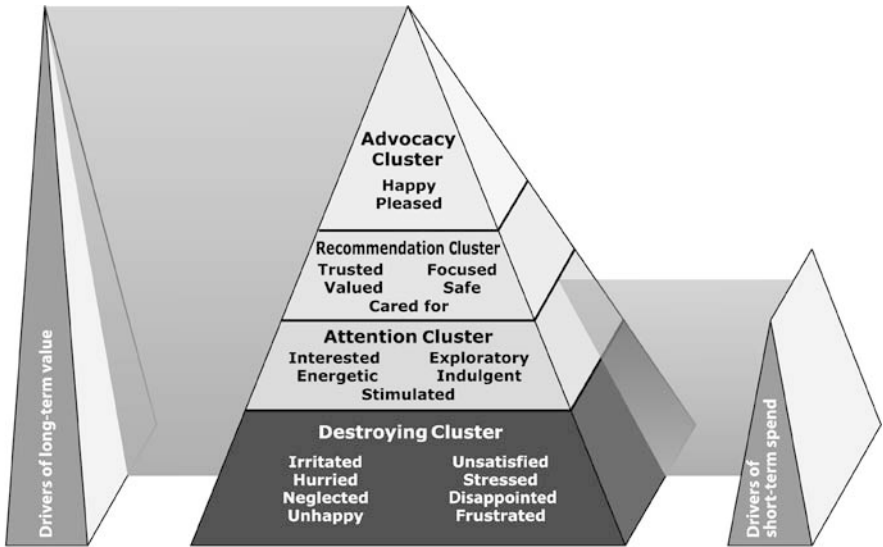 Advocacy
Cluster
Happy
Pleased
Recommendation Cluster
Trusted Focused
Valued Safe
Cared for
Attention Cluster
Interested Exploratory
Energetic Indulgent
Stimulated
Destroying Cluster
Irritated Unsatisfied
Hurried Stressed
Neglected Disappointed
Unhappy Frustrated
Drivers of long-term value
Drivers of
short-term spend